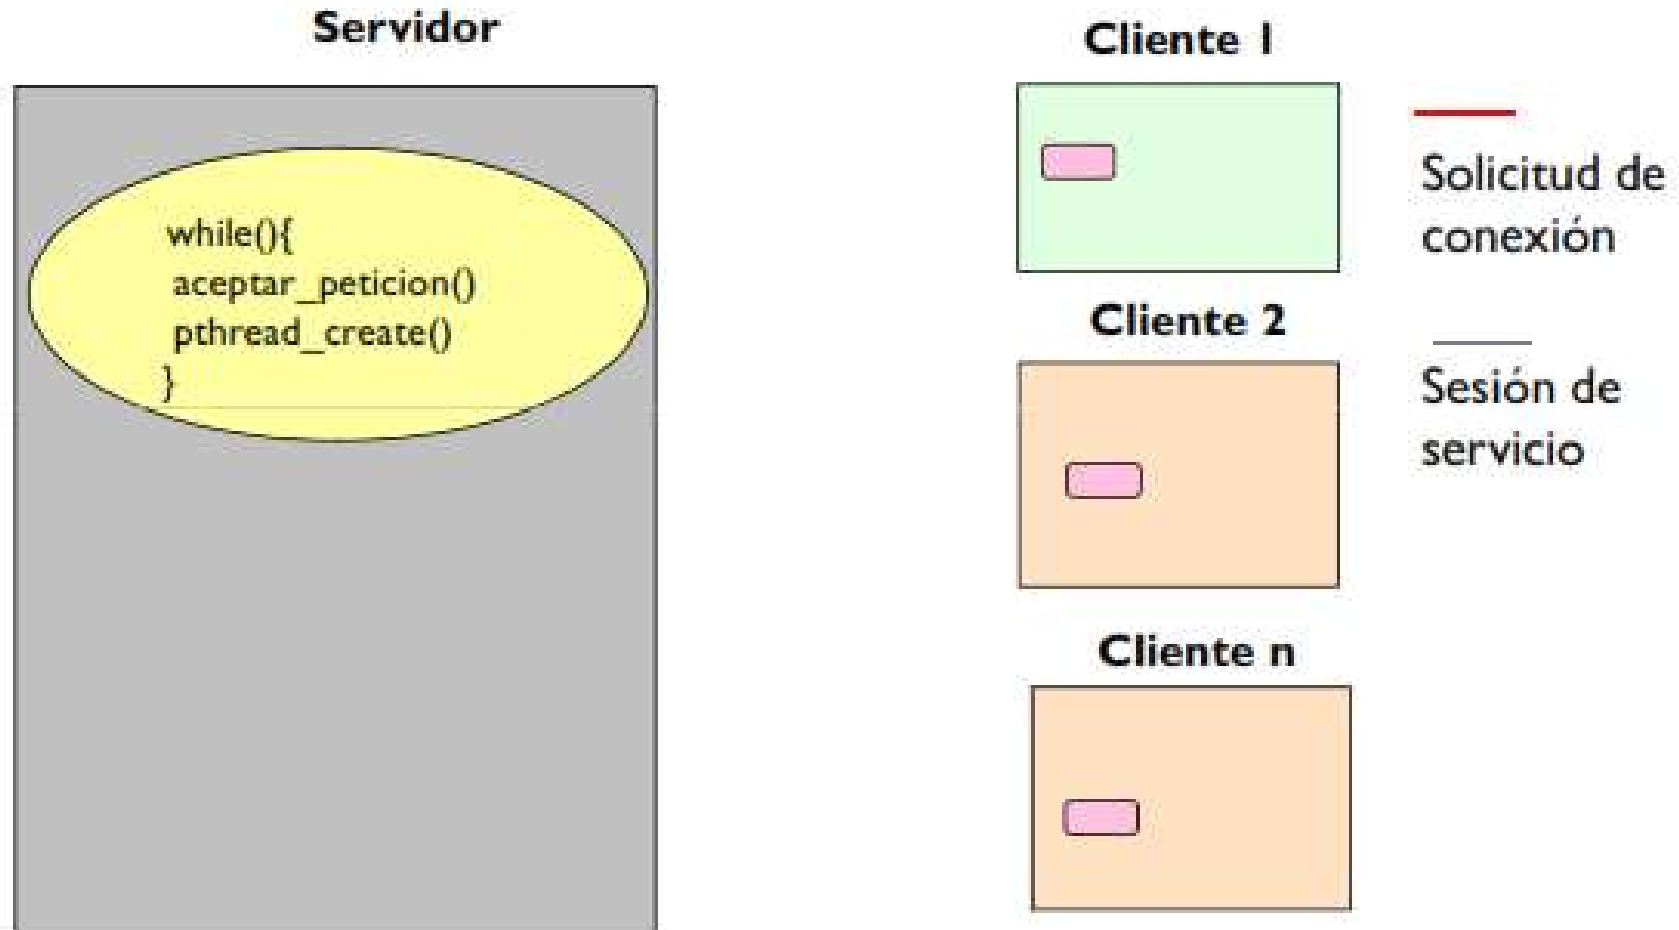 Servidor
while(){
aceptar_peticion()
pthread_create()
}
Cliente 1
Cliente 2
Cliente n
Solicitud de
conexión
Sesión de
servicio